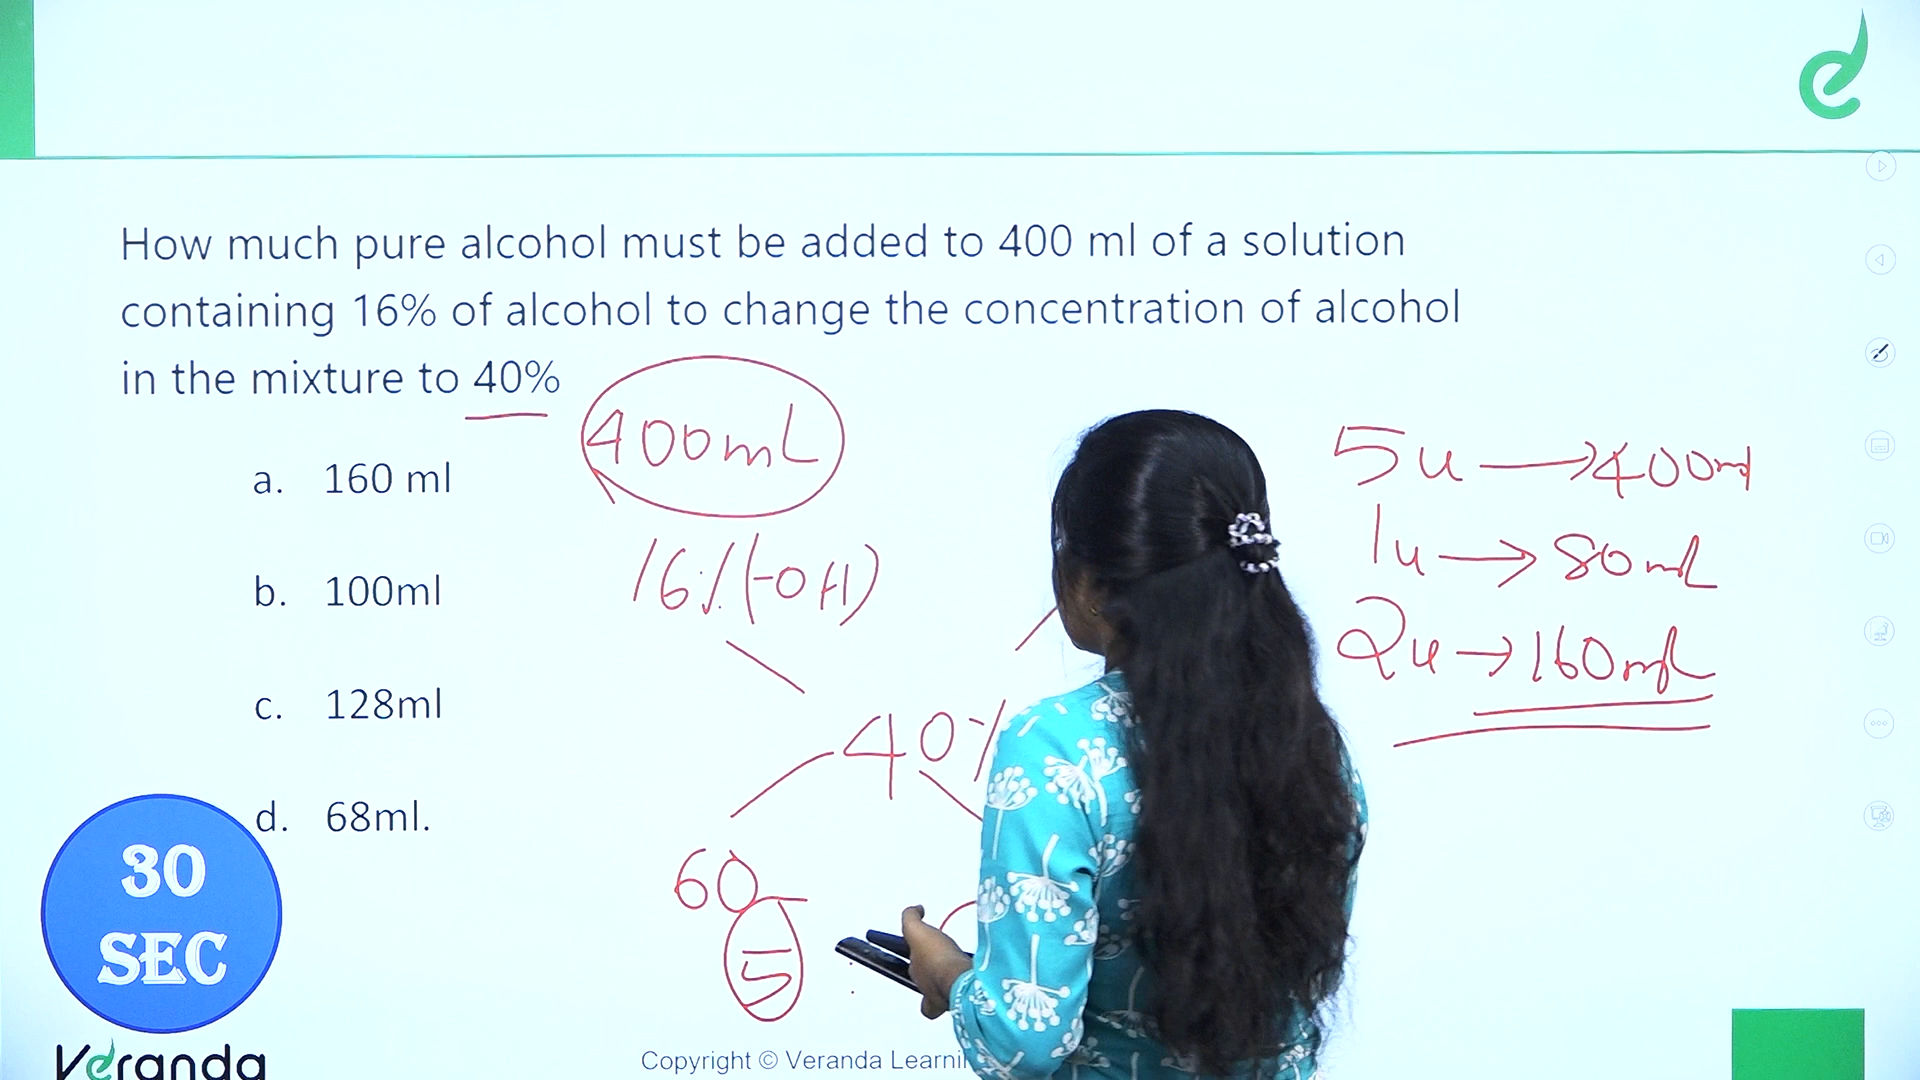 How much pure alcohol must be added to 400 ml of a solution
containing 16% of alcohol to change the concentration of alcohol
in the mixture to 40%
400mL
a. 160 ml
16%(-OH)
b. 100ml
c. 128ml
40%
d. 68ml.
60
5
5u → 400ml
1u → 80mL
2u → 160mL
30
SEC
Veranda
Copyright © Veranda